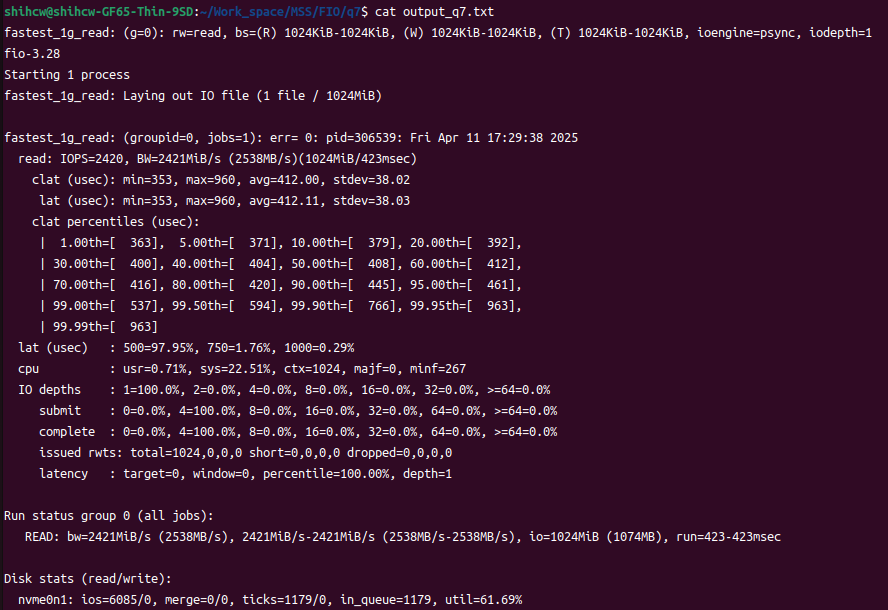 shihcw@shihcw-GF65-Thin-9SD:~/Work_space/MSS/FIO/q7$ cat output_q7.txt
fastest_1g_read: (g=0): rw=read, bs=(R) 1024KiB-1024KiB, (W) 1024KiB-1024KiB, (T) 1024KiB-1024KiB, ioengine=psync, iodepth=1
fio-3.28
Starting 1 process
fastest_1g_read: Laying out IO file (1 file / 1024MiB)

fastest_1g_read: (groupid=0, jobs=1): err= 0: pid=306539: Fri Apr 11 17:29:38 2025
  read: IOPS=2420, BW=2421MiB/s (2538MB/s)(1024MiB/423msec)
    clat (usec): min=353, max=960, avg=412.00, stdev=38.02
     lat (usec): min=353, max=960, avg=412.11, stdev=38.03
    clat percentiles (usec):
     |  1.00th=[  363],  5.00th=[  371], 10.00th=[  379], 20.00th=[  392],
     | 30.00th=[  400], 40.00th=[  404], 50.00th=[  408], 60.00th=[  412],
     | 70.00th=[  416], 80.00th=[  420], 90.00th=[  445], 95.00th=[  461],
     | 99.00th=[  537], 99.50th=[  594], 99.90th=[  766], 99.95th=[  963],
     | 99.99th=[  963]
  lat (usec)   : 500=97.95%, 750=1.76%, 1000=0.29%
  cpu          : usr=0.71%, sys=22.51%, ctx=1024, majf=0, minf=267
  IO depths    : 1=100.0%, 2=0.0%, 4=0.0%, 8=0.0%, 16=0.0%, 32=0.0%, >=64=0.0%
     submit    : 0=0.0%, 4=100.0%, 8=0.0%, 16=0.0%, 32=0.0%, 64=0.0%, >=64=0.0%
     complete  : 0=0.0%, 4=100.0%, 8=0.0%, 16=0.0%, 32=0.0%, 64=0.0%, >=64=0.0%
     issued rwts: total=1024,0,0,0 short=0,0,0,0 dropped=0,0,0,0
     latency   : target=0, window=0, percentile=100.00%, depth=1

Run status group 0 (all jobs):
   READ: bw=2421MiB/s (2538MB/s), 2421MiB/s-2421MiB/s (2538MB/s-2538MB/s), io=1024MiB (1074MB), run=423-423msec

Disk stats (read/write):
  nvme0n1: ios=6085/0, merge=0/0, ticks=1179/0, in_queue=1179, util=61.69%